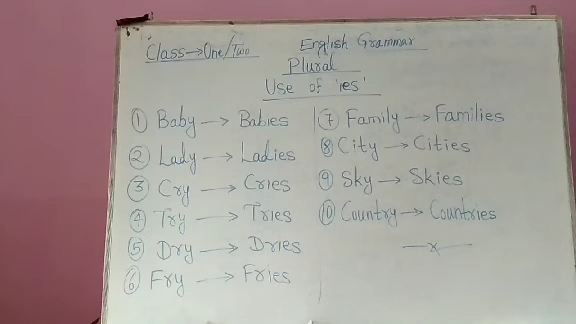 Class→One/Two
English Grammar
Plural
Use of 'ies'
① Baby → Babies
② Lady → Ladies
③ Cry → Cries
④ Try → Tries
⑤ Dry → Dries
⑥ Fry → Fries
⑦ Family → Families
⑧ City → Cities
⑨ Sky → Skies
⑩ Country → Countries
—x—